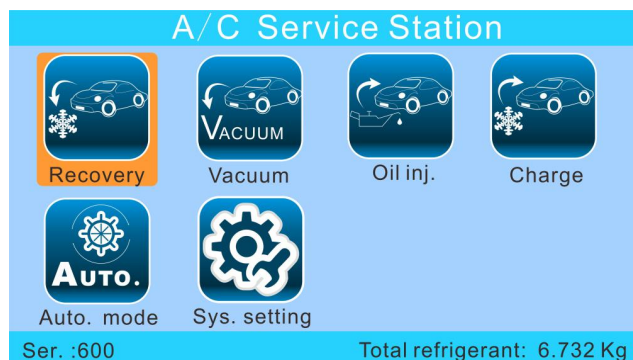 A/C Service Station
VACUUM
Recovery Vacuum Oil inj. Charge
AUTO.
Auto. mode Sys. setting
Ser. :600 Total refrigerant: 6.732 Kg